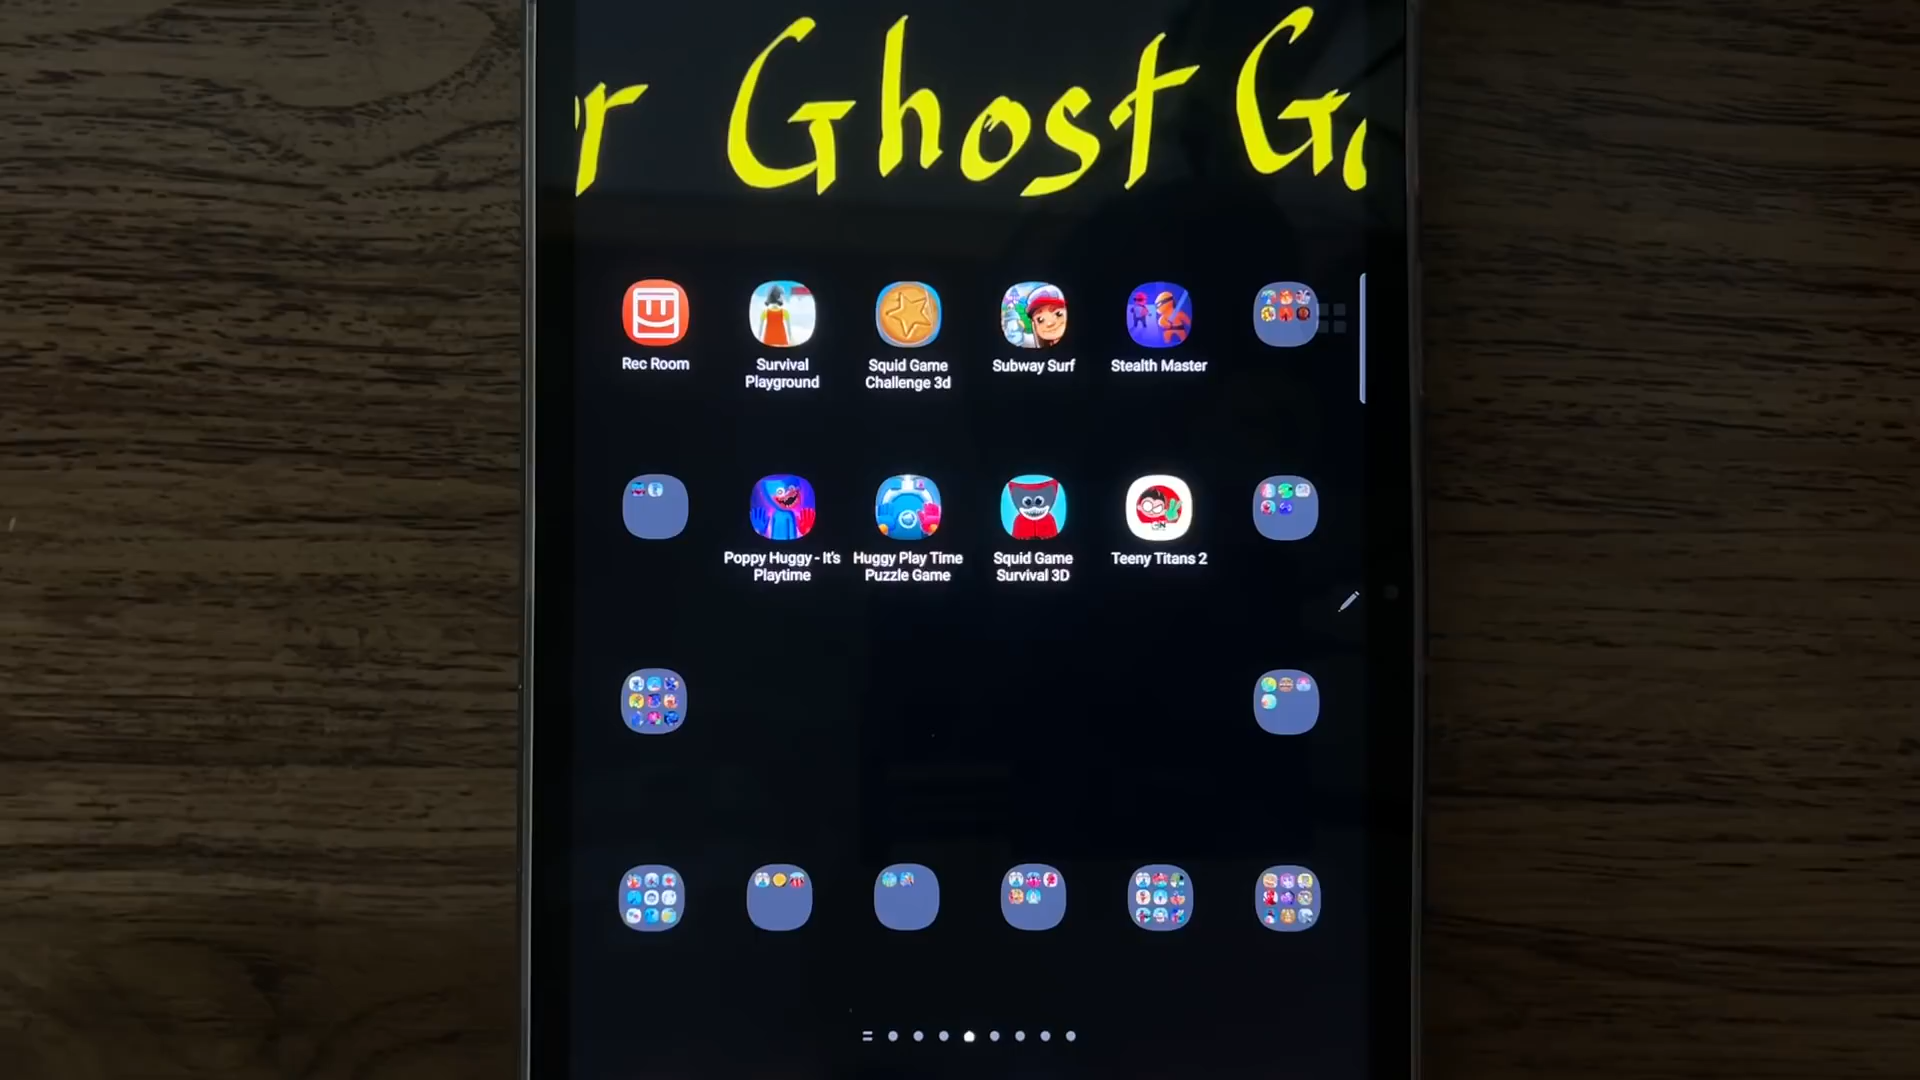 r Ghost Ga
Rec Room
Survival
Playground
Squid Game
Challenge 3d
Subway Surf
Stealth Master
Poppy Huggy - It's
Playtime
Huggy Play Time
Puzzle Game
Squid Game
Survival 3D
Teeny Titans 2